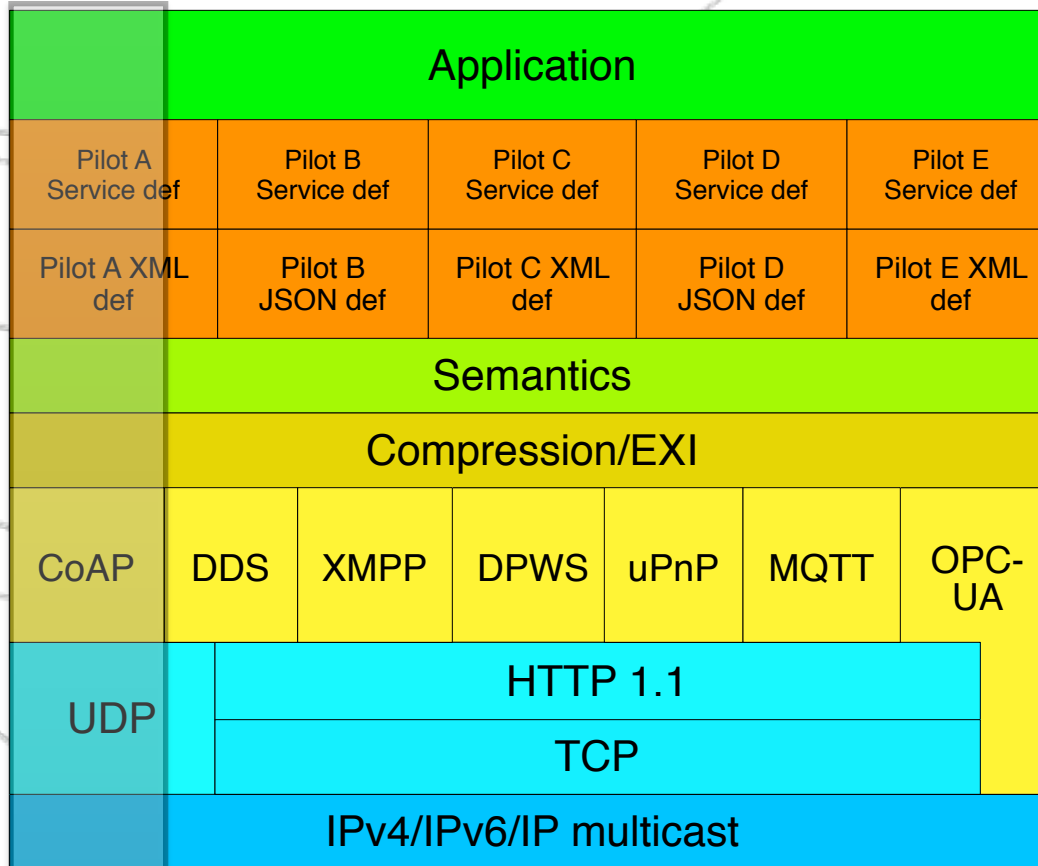 Application
Pilot A
Service def
Pilot B
Service def
Pilot C
Service def
Pilot D
Service def
Pilot E
Service def
Pilot A XML
def
Pilot B
JSON def
Pilot C XML
def
Pilot D
JSON def
Pilot E XML
def
Semantics
Compression/EXI
CoAP
DDS
XMPP
DPWS
uPnP
MQTT
OPC-
UA
UDP
HTTP 1.1
TCP
IPv4/IPv6/IP multicast